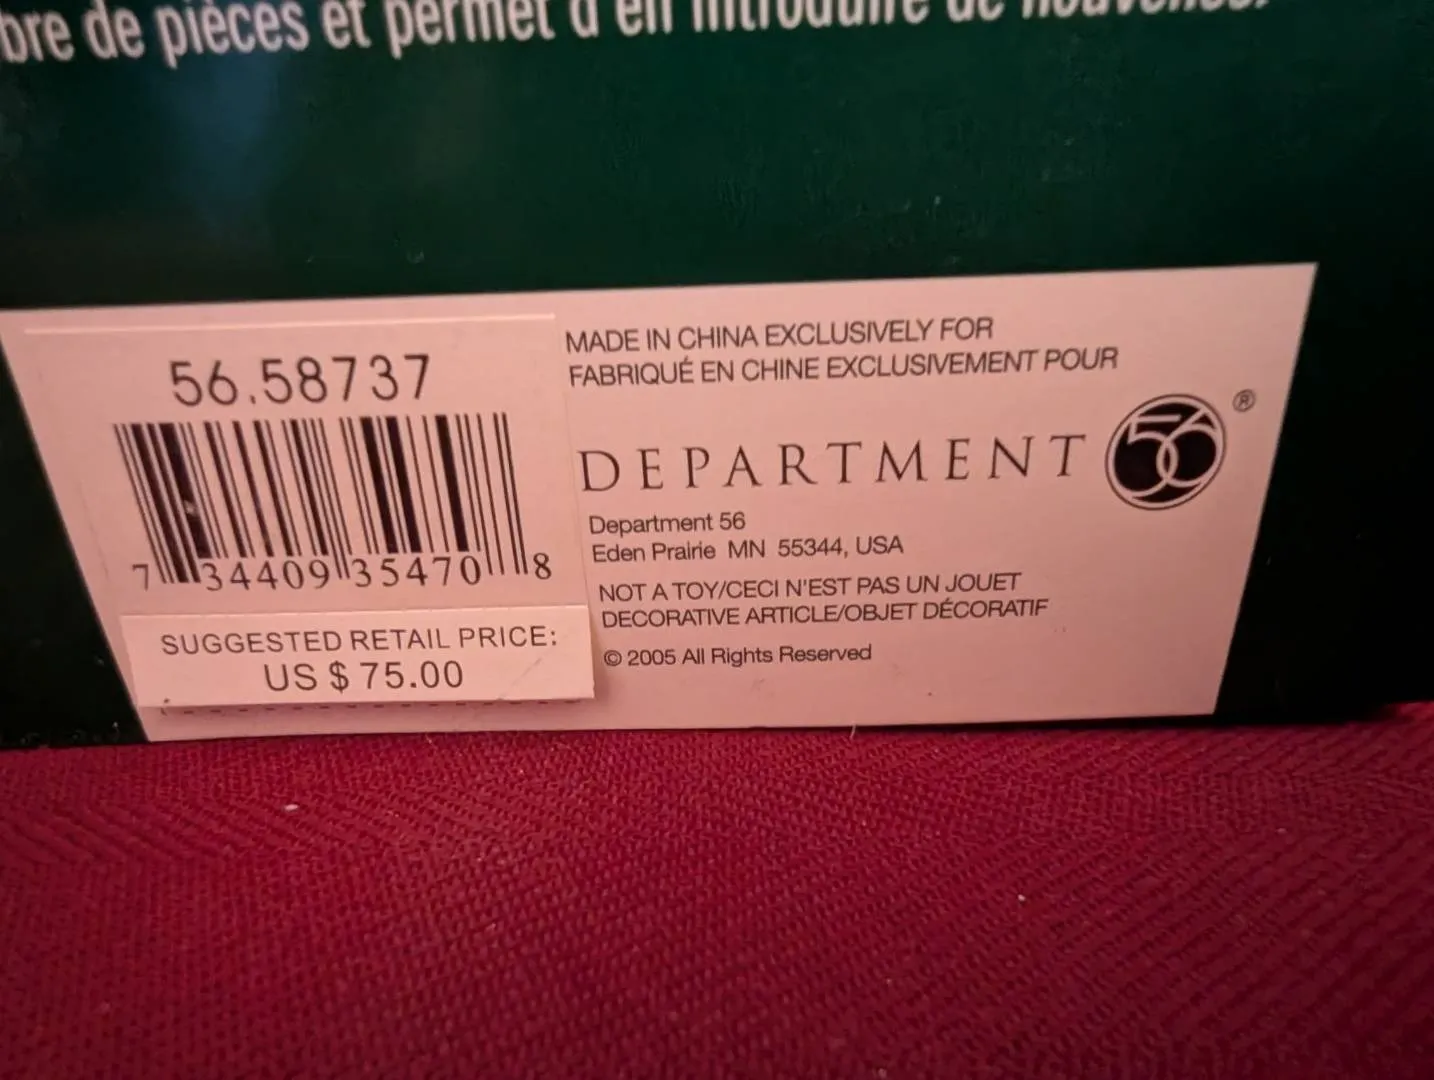 bre de pièces et permet d'en introduire de nouvelles.
56.58737
7 34409 35470 8
SUGGESTED RETAIL PRICE:
US $ 75.00
MADE IN CHINA EXCLUSIVELY FOR
FABRIQUÉ EN CHINE EXCLUSIVEMENT POUR
DEPARTMENT 56 ®
Department 56
Eden Prairie MN 55344, USA
NOT A TOY/CECI N'EST PAS UN JOUET
DECORATIVE ARTICLE/OBJET DÉCORATIF
© 2005 All Rights Reserved